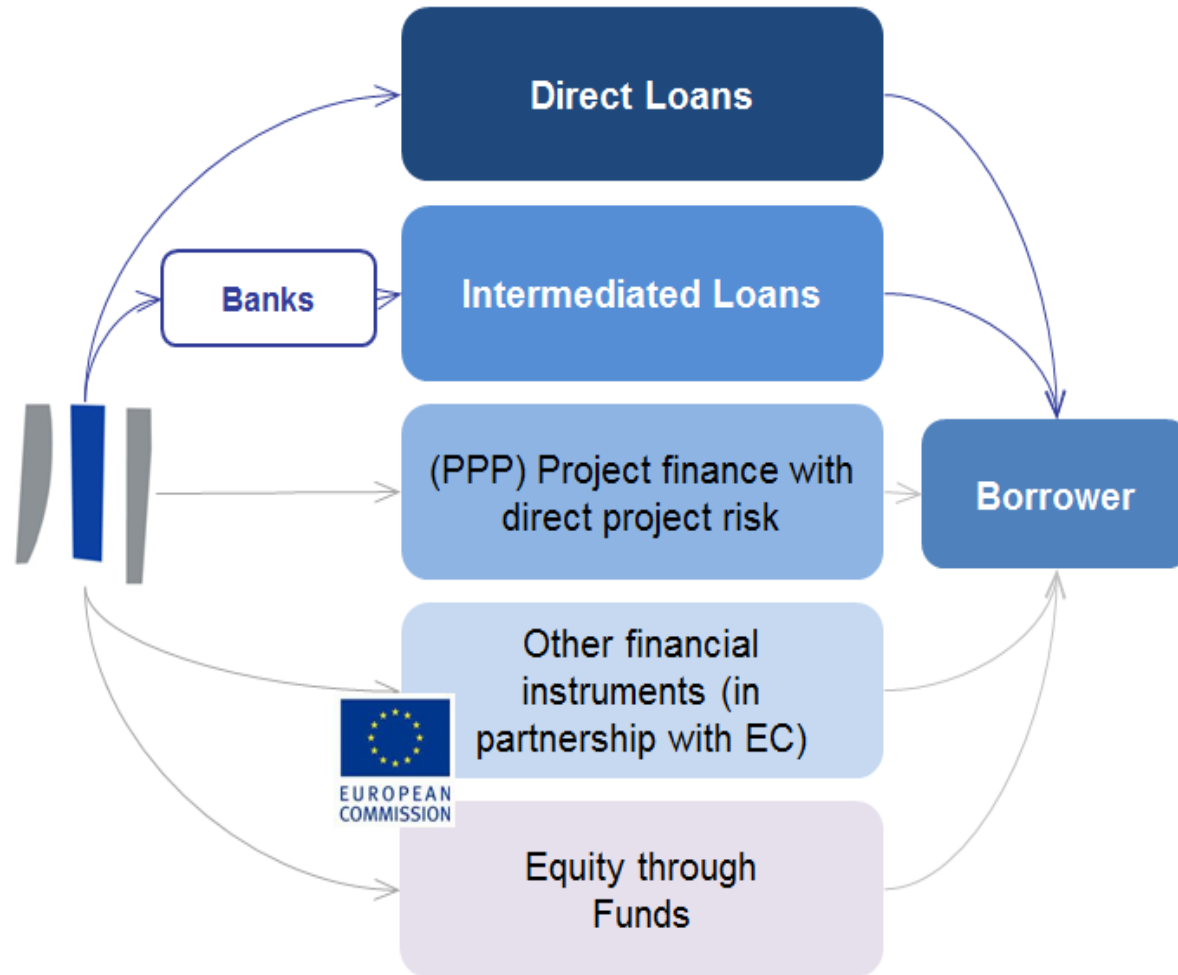 Direct Loans
Banks
Intermediated Loans
(PPP) Project finance with
direct project risk
Borrower
Other financial
instruments (in
partnership with EC)
EUROPEAN
COMMISSION
Equity through
Funds